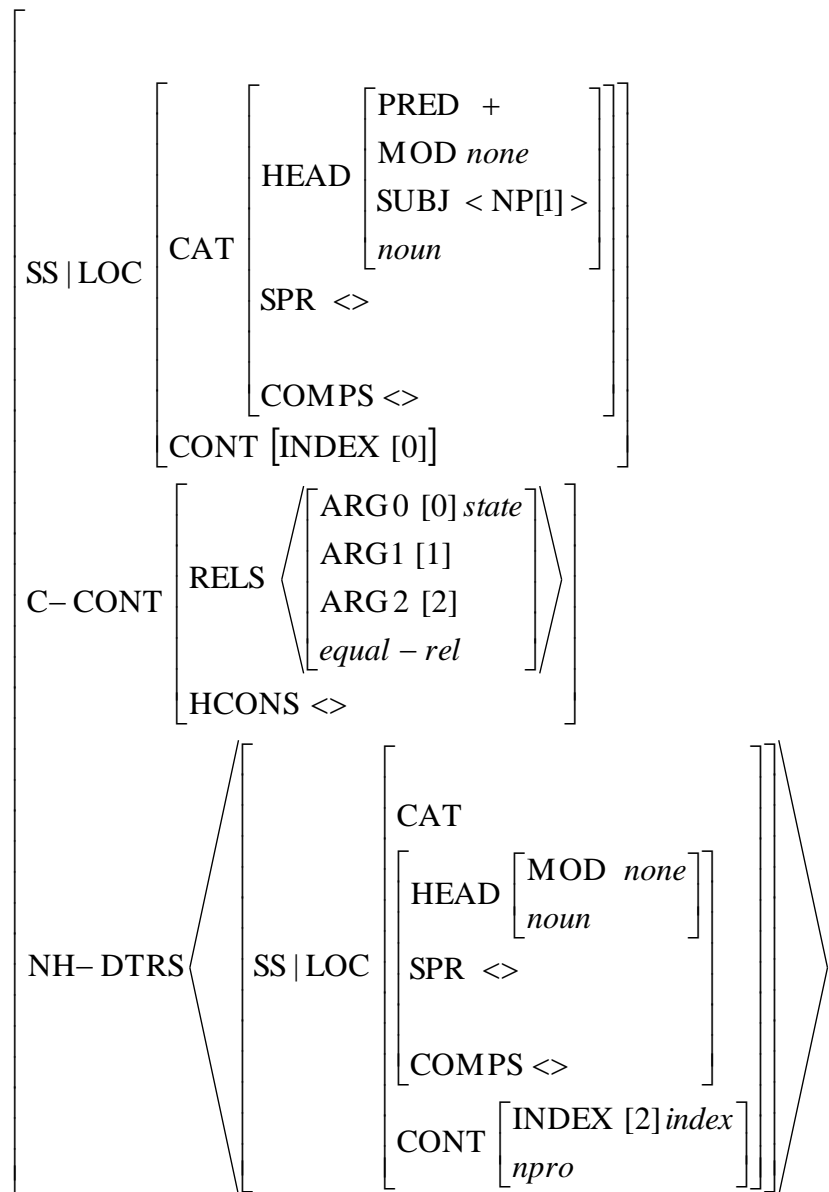 PRED +
MOD none
HEAD
SUBJ < NP[1] >
CAT
noun
SS | LOC
SPR <>
COMPS <>
CONT [INDEX [0]]
ARG0 [0] state
ARG1 [1]
RELS
ARG2 [2]
C− CONT
equal − rel
HCONS <>
CAT
MOD none
HEAD
noun
NH− DTRS
SS | LOC
SPR <>
COMPS <>
INDEX [2] index
CONT
npro